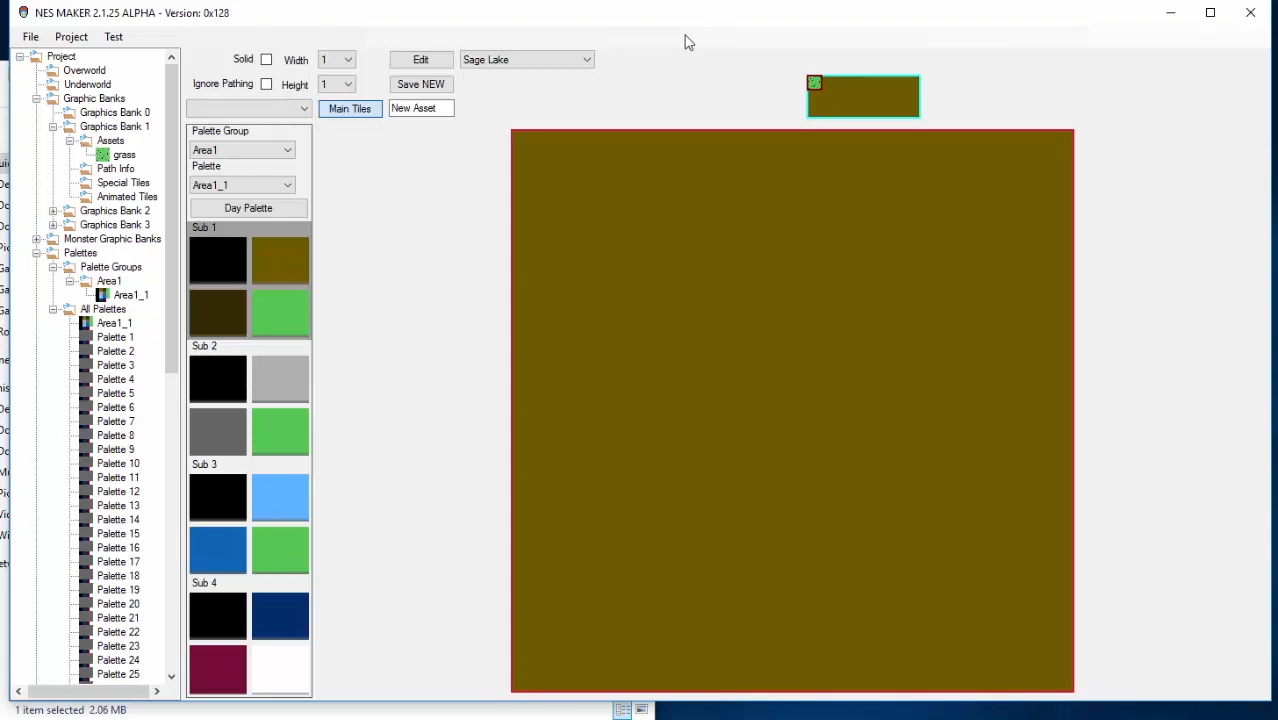 NES MAKER 2.1.25 ALPHA - Version: 0x128
File Project Test
Project
Overworld
Underworld
Graphic Banks
Graphics Bank 0
Graphics Bank 1
Assets
grass
Path Info
Special Tiles
Animated Tiles
Graphics Bank 2
Graphics Bank 3
Monster Graphic Banks
Palettes
Palette Groups
Area1
Area1_1
All Palettes
Area1_1
Palette 1
Palette 2
Palette 3
Palette 4
Palette 5
Palette 6
Palette 7
Palette 8
Palette 9
Palette 10
Palette 11
Palette 12
Palette 13
Palette 14
Palette 15
Palette 16
Palette 17
Palette 18
Palette 19
Palette 20
Palette 21
Palette 22
Palette 23
Palette 24
Palette 25
Solid Width 1 Edit Sage Lake
Ignore Pathing Height 1 Save NEW
Main Tiles New Asset
Palette Group
Area1
Palette
Area1_1
Day Palette
Sub 1
Sub 2
Sub 3
Sub 4
1 item selected 2.06 MB